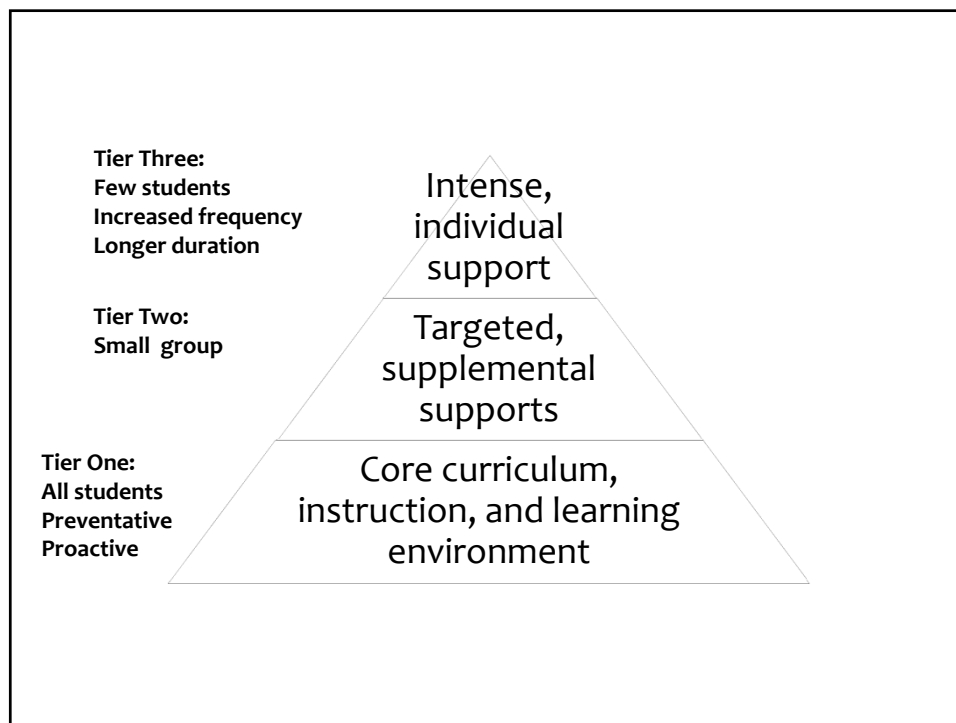 Tier Three:
Few students
Increased frequency
Longer duration
Intense,
individual
support
Tier Two:
Small group
Targeted,
supplemental
supports
Tier One:
All students
Preventative
Proactive
Core curriculum,
instruction, and learning
environment